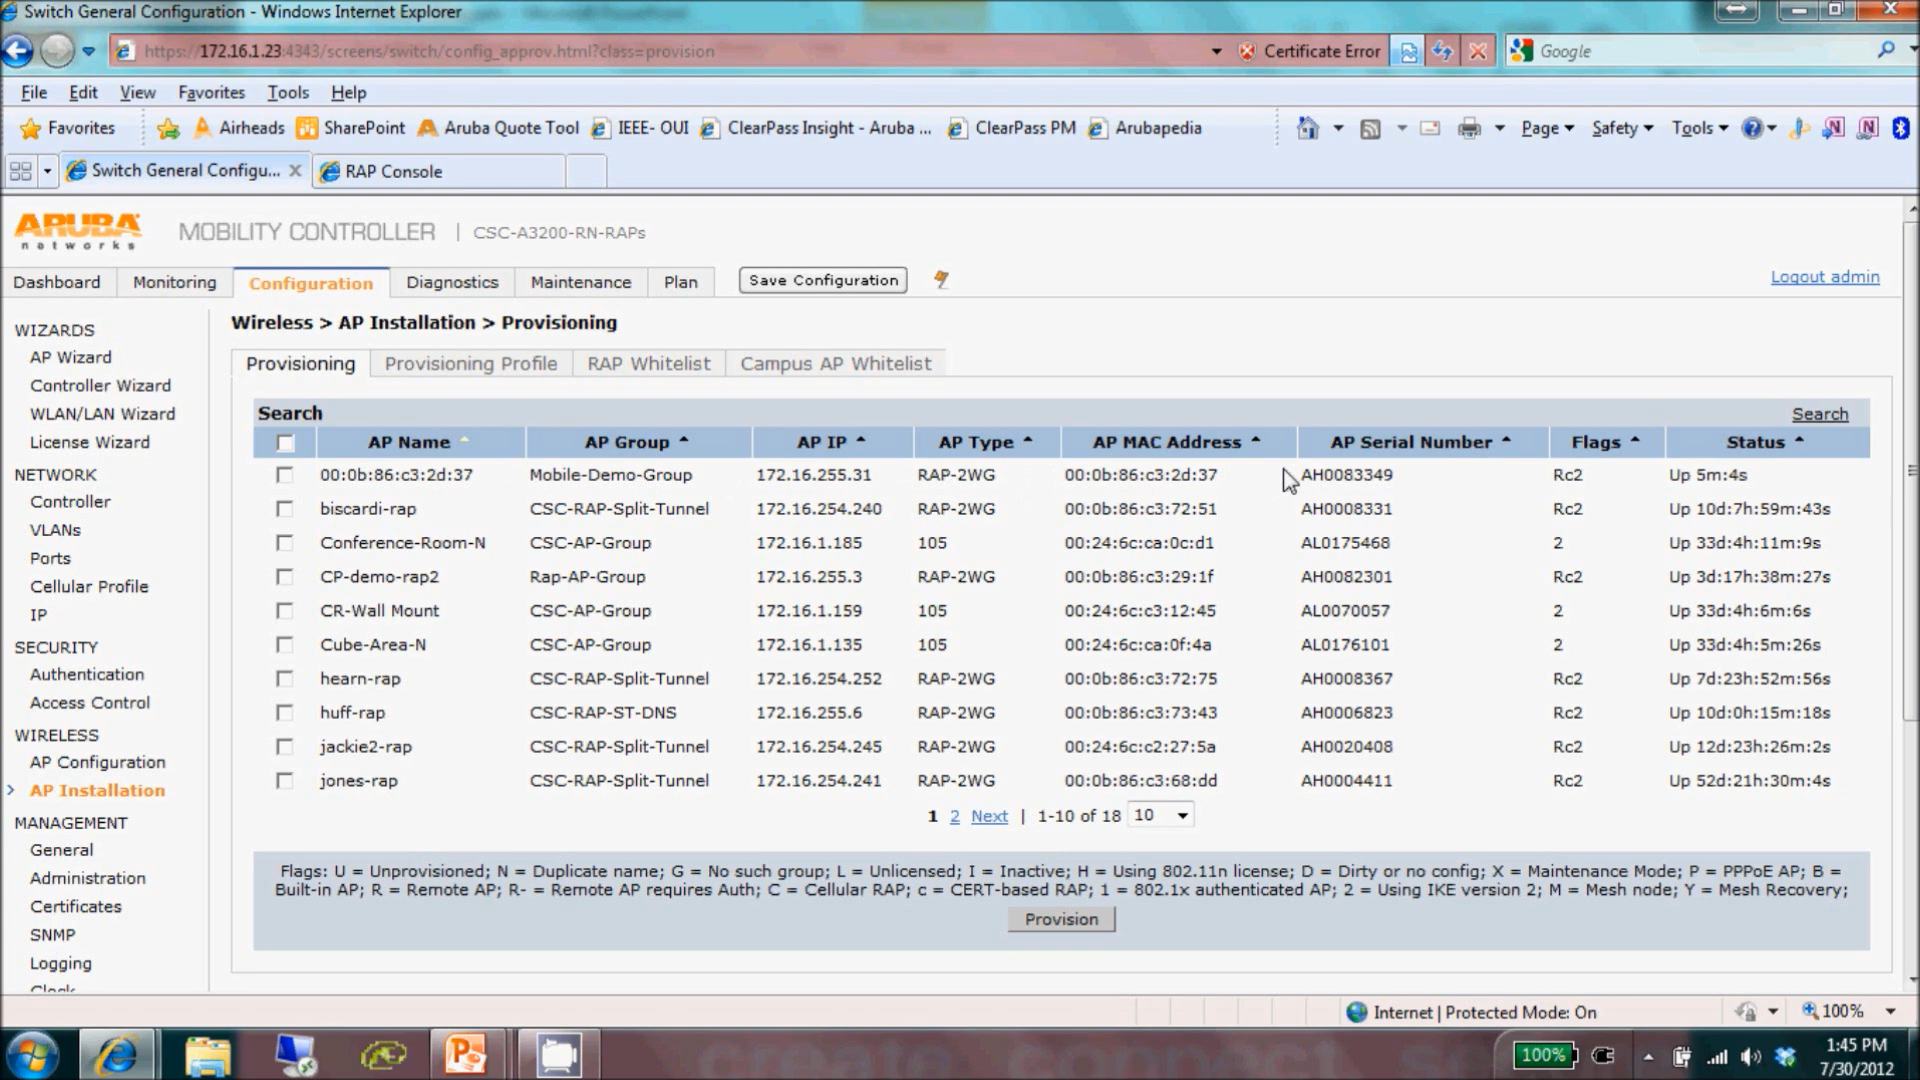 Switch General Configuration - Windows Internet Explorer
https://172.16.1.23:4343/screens/switch/config_approv.html?class=provision Certificate Error Google
File Edit View Favorites Tools Help
Favorites Airheads SharePoint Aruba Quote Tool IEEE- OUI ClearPass Insight - Aruba ... ClearPass PM Arubapedia Page Safety Tools
Switch General Configu... RAP Console
ARUBA networks MOBILITY CONTROLLER | CSC-A3200-RN-RAPs
Dashboard Monitoring Configuration Diagnostics Maintenance Plan Save Configuration Logout admin
WIZARDS
AP Wizard
Controller Wizard
WLAN/LAN Wizard
License Wizard
NETWORK
Controller
VLANs
Ports
Cellular Profile
IP
SECURITY
Authentication
Access Control
WIRELESS
AP Configuration
> AP Installation
MANAGEMENT
General
Administration
Certificates
SNMP
Logging
Clock
Wireless > AP Installation > Provisioning
Provisioning Provisioning Profile RAP Whitelist Campus AP Whitelist
Search Search
AP Name AP Group AP IP AP Type AP MAC Address AP Serial Number Flags Status
00:0b:86:c3:2d:37 Mobile-Demo-Group 172.16.255.31 RAP-2WG 00:0b:86:c3:2d:37 AH0083349 Rc2 Up 5m:4s
biscardi-rap CSC-RAP-Split-Tunnel 172.16.254.240 RAP-2WG 00:0b:86:c3:72:51 AH0008331 Rc2 Up 10d:7h:59m:43s
Conference-Room-N CSC-AP-Group 172.16.1.185 105 00:24:6c:ca:0c:d1 AL0175468 2 Up 33d:4h:11m:9s
CP-demo-rap2 Rap-AP-Group 172.16.255.3 RAP-2WG 00:0b:86:c3:29:1f AH0082301 Rc2 Up 3d:17h:38m:27s
CR-Wall Mount CSC-AP-Group 172.16.1.159 105 00:24:6c:c3:12:45 AL0070057 2 Up 33d:4h:6m:6s
Cube-Area-N CSC-AP-Group 172.16.1.135 105 00:24:6c:ca:0f:4a AL0176101 2 Up 33d:4h:5m:26s
hearn-rap CSC-RAP-Split-Tunnel 172.16.254.252 RAP-2WG 00:0b:86:c3:72:75 AH0008367 Rc2 Up 7d:23h:52m:56s
huff-rap CSC-RAP-ST-DNS 172.16.255.6 RAP-2WG 00:0b:86:c3:73:43 AH0006823 Rc2 Up 10d:0h:15m:18s
jackie2-rap CSC-RAP-Split-Tunnel 172.16.254.245 RAP-2WG 00:24:6c:c2:27:5a AH0020408 Rc2 Up 12d:23h:26m:2s
jones-rap CSC-RAP-Split-Tunnel 172.16.254.241 RAP-2WG 00:0b:86:c3:68:dd AH0004411 Rc2 Up 52d:21h:30m:4s
1 2 Next | 1-10 of 18 10
Flags: U = Unprovisioned; N = Duplicate name; G = No such group; L = Unlicensed; I = Inactive; H = Using 802.11n license; D = Dirty or no config; X = Maintenance Mode; P = PPPoE AP; B =
Built-in AP; R = Remote AP; R- = Remote AP requires Auth; C = Cellular RAP; c = CERT-based RAP; 1 = 802.1x authenticated AP; 2 = Using IKE version 2; M = Mesh node; Y = Mesh Recovery;
Provision
Internet | Protected Mode: On 100%
create connect
100% 1:45 PM
7/30/2012